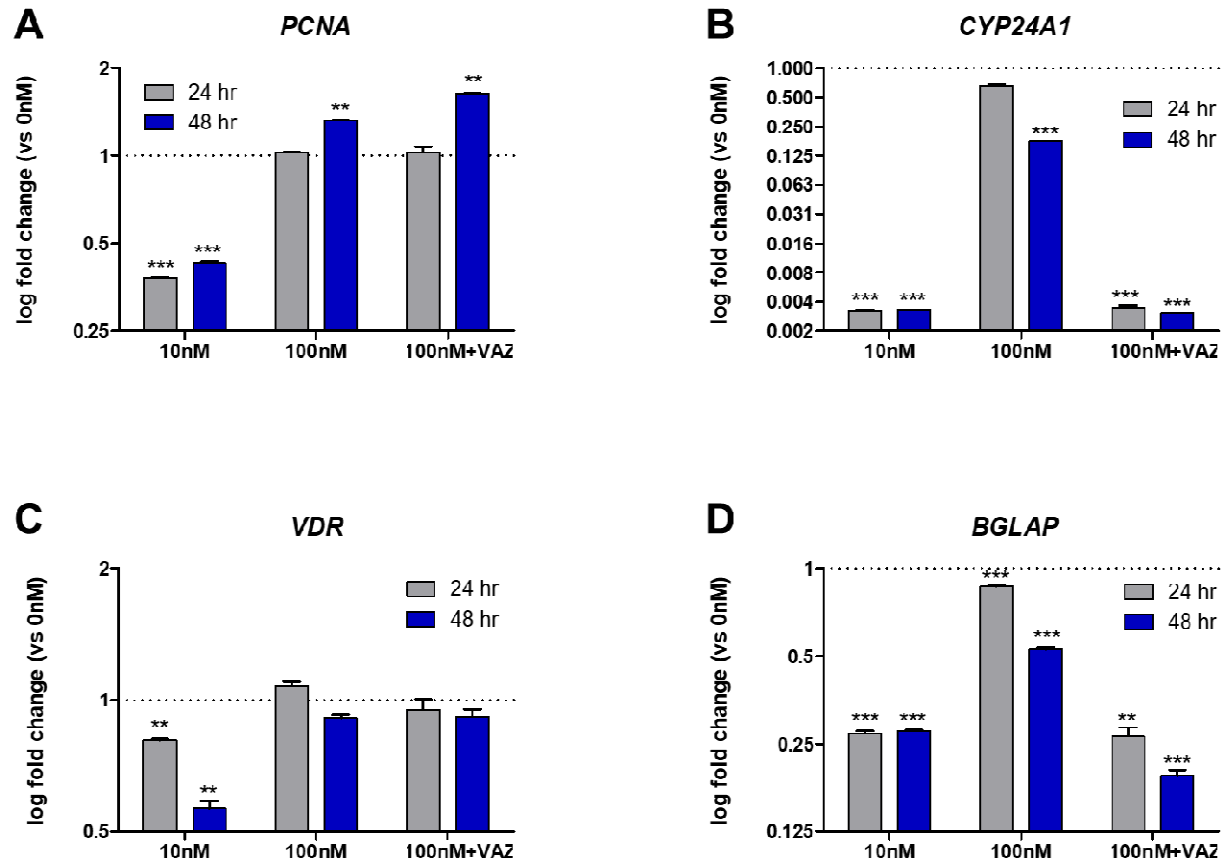 A
PCNA
log fold change (vs 0nM)
2
1
0.5
0.25
24 hr
48 hr
***
***
**
**
10nM
100nM
100nM+VAZ
B
CYP24A1
log fold change (vs 0nM)
1.000
0.500
0.250
0.125
0.063
0.031
0.016
0.008
0.004
0.002
24 hr
48 hr
***
***
***
***
***
10nM
100nM
100nM+VAZ
C
VDR
log fold change (vs 0nM)
2
1
0.5
24 hr
48 hr
**
**
10nM
100nM
100nM+VAZ
D
BGLAP
log fold change (vs 0nM)
1
0.5
0.25
0.125
24 hr
48 hr
***
***
***
***
**
***
10nM
100nM
100nM+VAZ